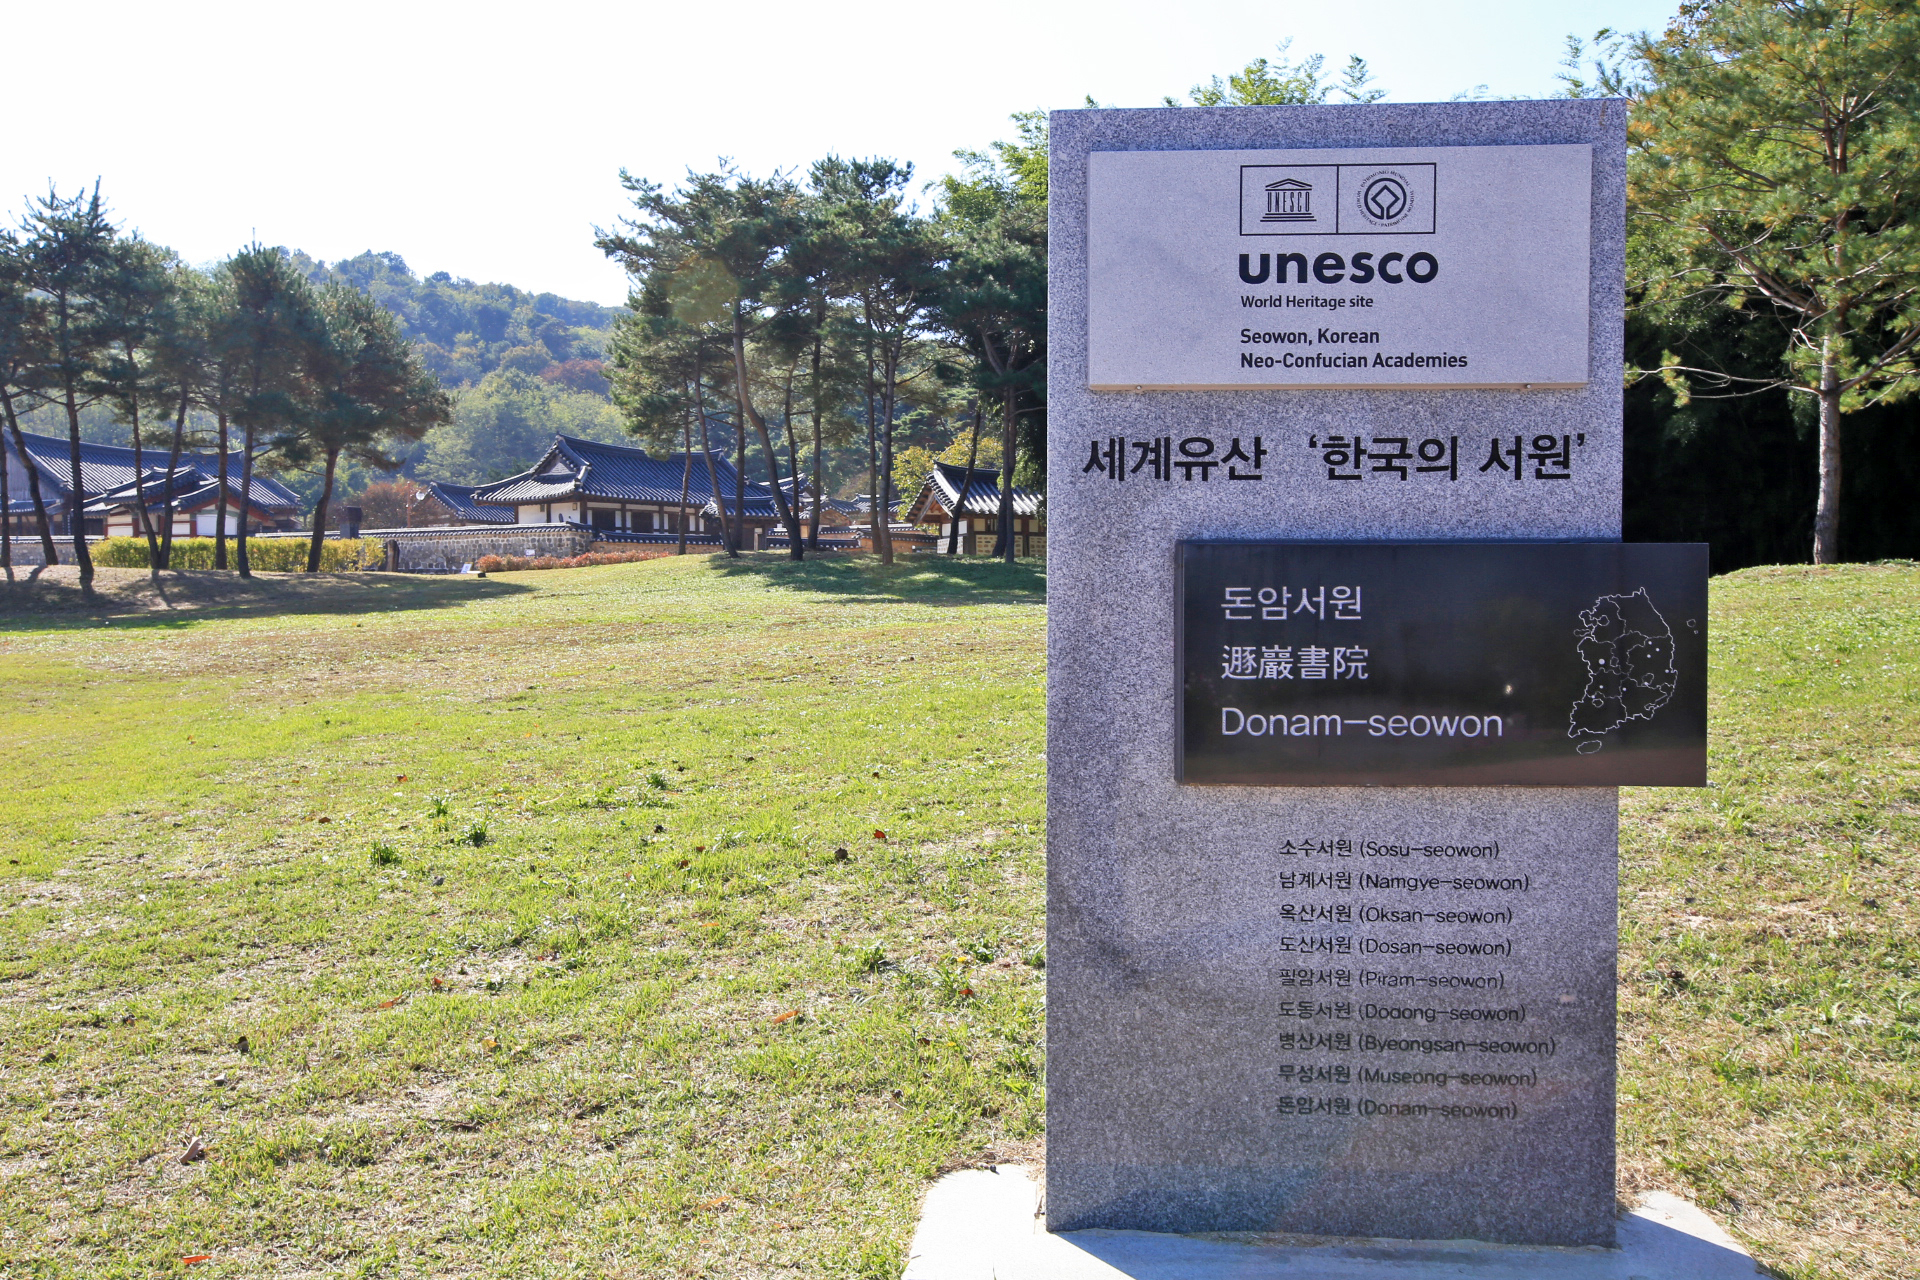 UNESCO
unesco
World Heritage site
Seowon, Korean
Neo-Confucian Academies
세계유산 ‘한국의 서원’
돈암서원
遯巖書院
Donam-seowon
소수서원 (Sosu-seowon)
남계서원 (Namgye-seowon)
옥산서원 (Oksan-seowon)
도산서원 (Dosan-seowon)
필암서원 (Piram-seowon)
도동서원 (Dodong-seowon)
병산서원 (Byeongsan-seowon)
무성서원 (Museong-seowon)
돈암서원 (Donam-seowon)